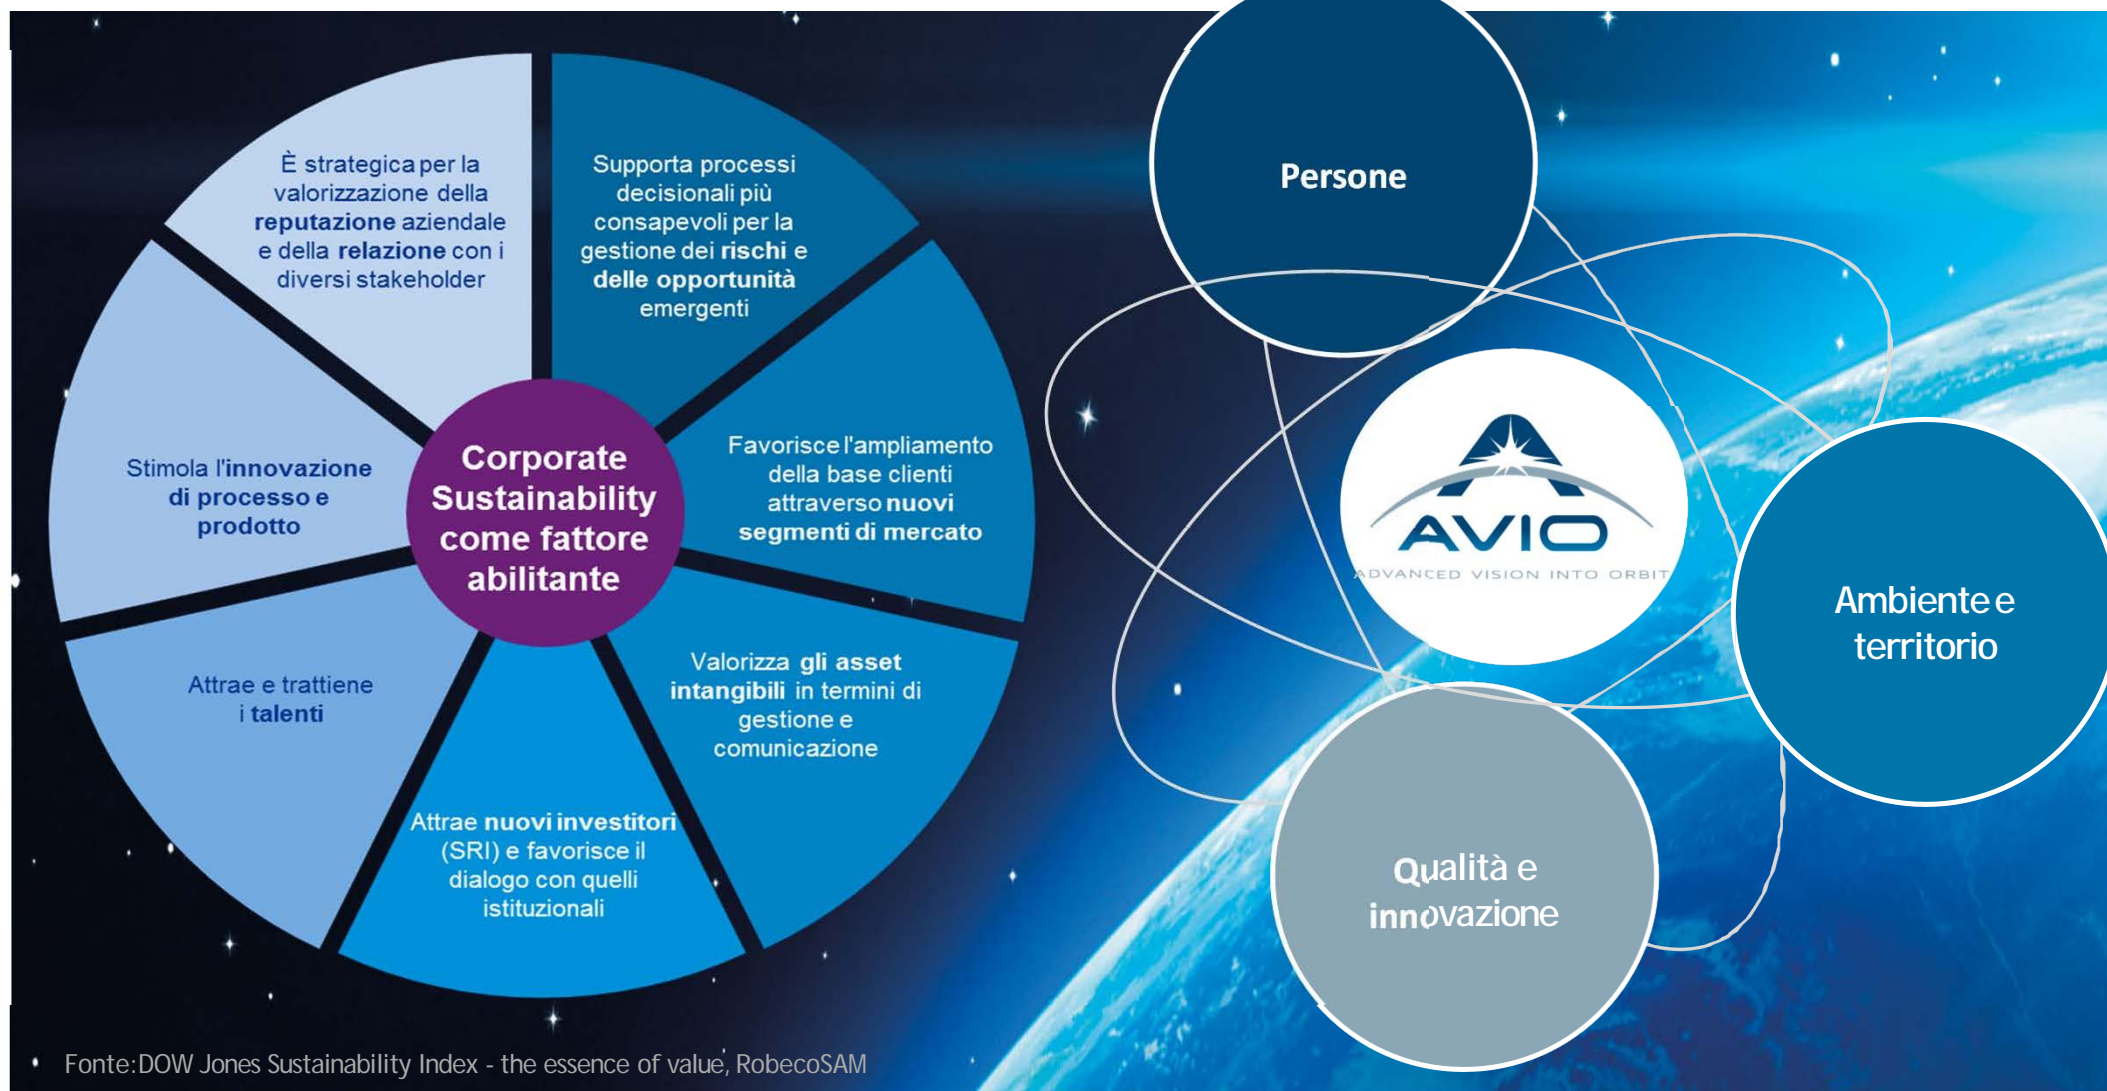 È strategica per la
valorizzazione della
reputazione aziendale
e della relazione con i
diversi stakeholder
Supporta processi
decisionali più
consapevoli per la
gestione dei rischi e
delle opportunità
emergenti
Favorisce l'ampliamento
della base clienti
attraverso nuovi
segmenti di mercato
Valorizza gli asset
intangibili in termini di
gestione e
comunicazione
Attrae nuovi investitori
(SRI) e favorisce il
dialogo con quelli
istituzionali
Attrae e trattiene
i talenti
Stimola l'innovazione
di processo e
prodotto
Corporate
Sustainability
come fattore
abilitante
Persone
AVIO
ADVANCED VISION INTO ORBIT
Ambiente e
territorio
Qualità e
innovazione
• Fonte: DOW Jones Sustainability Index - the essence of value, RobecoSAM